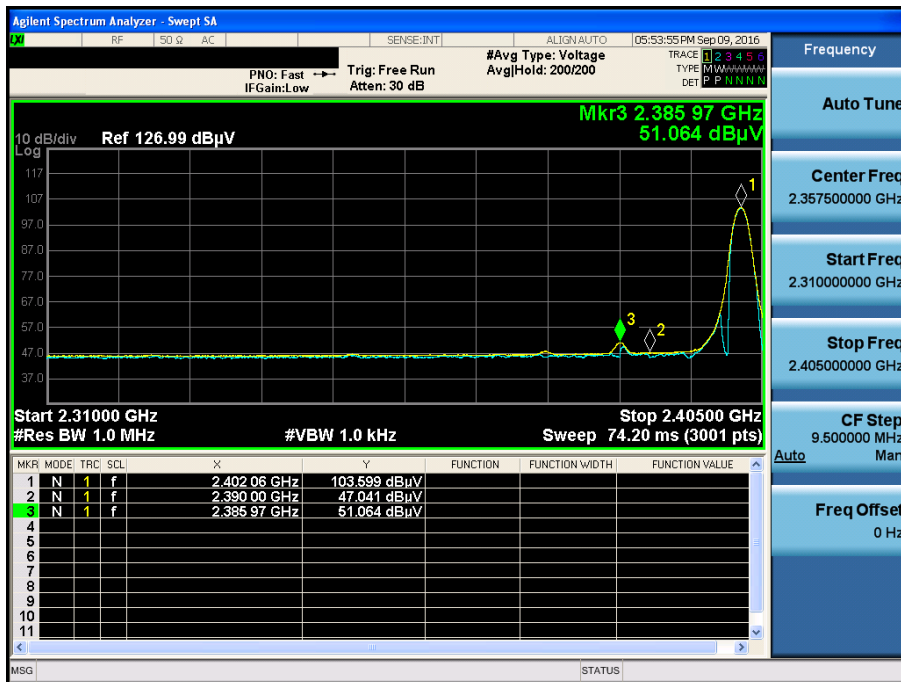 Agilent Spectrum Analyzer - Swept SA
LXI RF 50 Ω AC SENSE:INT ALIGN AUTO 05:53:55 PM Sep 09, 2016
#Avg Type: Voltage TRACE 1 2 3 4 5 6
PNO: Fast Trig: Free Run Avg|Hold: 200/200 TYPE MWWWWW
IFGain:Low Atten: 30 dB DET P P N N N N
Mkr3 2.385 97 GHz
51.064 dBµV
10 dB/div Ref 126.99 dBµV
Log
117
107
97.0
87.0
77.0
67.0
57.0
47.0
37.0
1
3
2
Start 2.31000 GHz Stop 2.40500 GHz
#Res BW 1.0 MHz #VBW 1.0 kHz Sweep 74.20 ms (3001 pts)
MKR MODE TRC SCL X Y FUNCTION FUNCTION WIDTH FUNCTION VALUE
1 N 1 f 2.402 06 GHz 103.599 dBµV
2 N 1 f 2.390 00 GHz 47.041 dBµV
3 N 1 f 2.385 97 GHz 51.064 dBµV
4
5
6
7
8
9
10
11
MSG STATUS
Frequency
Auto Tune
Center Freq
2.357500000 GHz
Start Freq
2.310000000 GHz
Stop Freq
2.405000000 GHz
CF Step
9.500000 MHz
Auto Man
Freq Offset
0 Hz